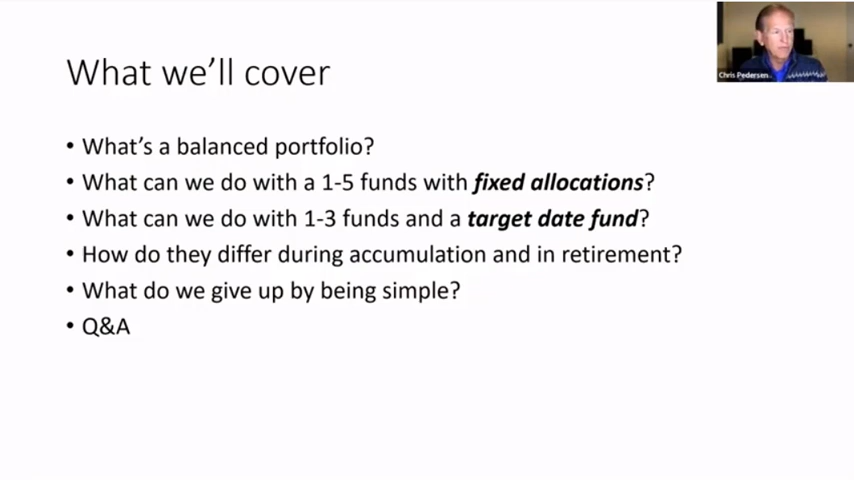 What we'll cover
Chris Pedersen
• What's a balanced portfolio?
• What can we do with a 1-5 funds with fixed allocations?
• What can we do with 1-3 funds and a target date fund?
• How do they differ during accumulation and in retirement?
• What do we give up by being simple?
• Q&A